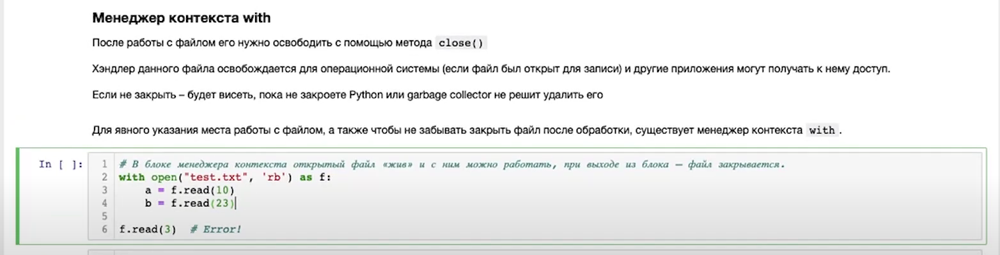 Менеджер контекста with
После работы с файлом его нужно освободить с помощью метода close()
Хэндлер данного файла освобождается для операционной системы (если файл был открыт для записи) и другие приложения могут получать к нему доступ.
Если не закрыть – будет висеть, пока не закроете Python или garbage collector не решит удалить его
Для явного указания места работы с файлом, а также чтобы не забывать закрыть файл после обработки, существует менеджер контекста with .
In [ ]: 1 # В блоке менеджера контекста открытый файл «жив» и с ним можно работать, при выходе из блока – файл закрывается.
2 with open("test.txt", 'rb') as f:
3     a = f.read(10)
4     b = f.read(23)
5
6 f.read(3)  # Error!